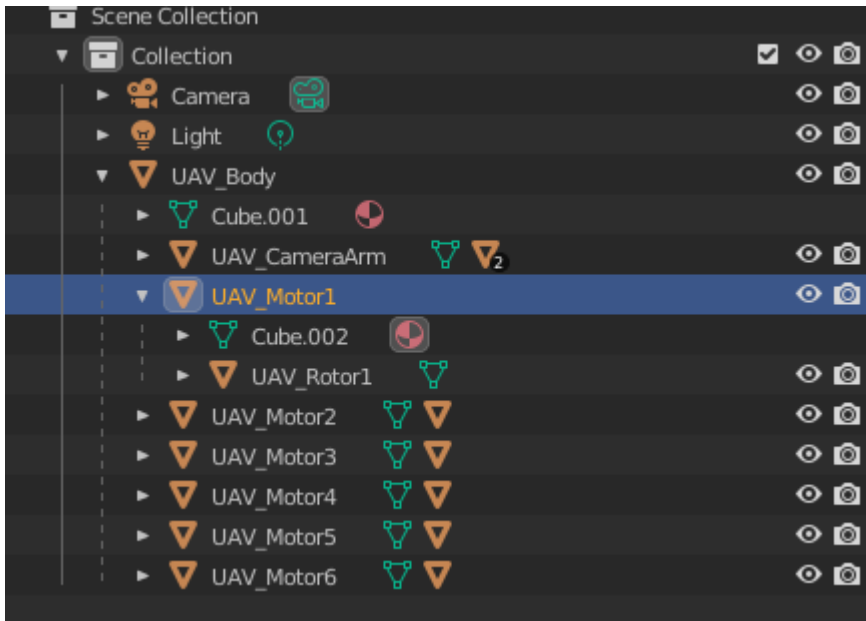 Scene Collection
Collection
Camera
Light
UAV_Body
Cube.001
UAV_CameraArm 2
UAV_Motor1
Cube.002
UAV_Rotor1
UAV_Motor2
UAV_Motor3
UAV_Motor4
UAV_Motor5
UAV_Motor6